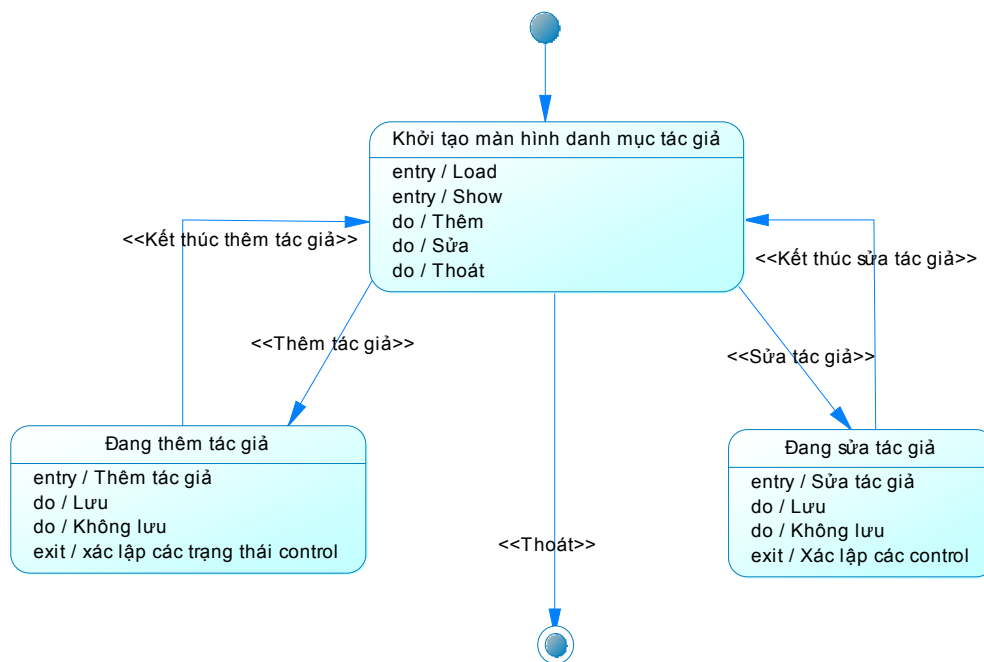 Khởi tạo màn hình danh mục tác giả
entry / Load
entry / Show
do / Thêm
do / Sửa
do / Thoát
<<Kết thúc thêm tác giả>>
<<Kết thúc sửa tác giả>>
<<Thêm tác giả>>
<<Sửa tác giả>>
Đang thêm tác giả
entry / Thêm tác giả
do / Lưu
do / Không lưu
exit / xác lập các trạng thái control
Đang sửa tác giả
entry / Sửa tác giả
do / Lưu
do / Không lưu
exit / Xác lập các control
<<Thoát>>